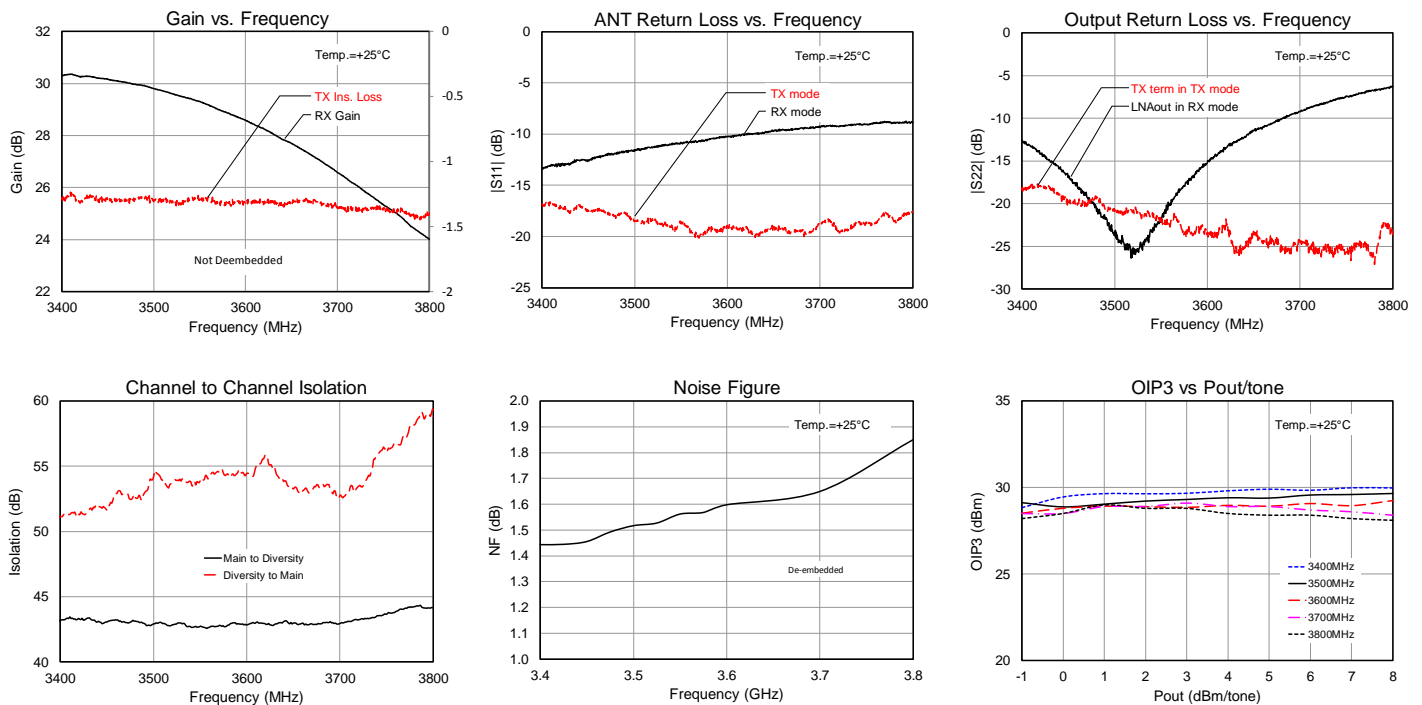 Gain vs. Frequency
32
30
28
26
24
22
Gain (dB)
0
-0.5
-1
-1.5
-2
Temp.=+25°C
TX Ins. Loss
RX Gain
Not Deembedded
3400
3500
3600
3700
3800
Frequency (MHz)
ANT Return Loss vs. Frequency
0
-5
-10
-15
-20
-25
|S11| (dB)
Temp.=+25°C
TX mode
RX mode
3400
3500
3600
3700
3800
Frequency (MHz)
Output Return Loss vs. Frequency
0
-5
-10
-15
-20
-25
-30
|S22| (dB)
Temp.=+25°C
TX term in TX mode
LNAout in RX mode
3400
3500
3600
3700
3800
Frequency (MHz)
Channel to Channel Isolation
60
55
50
45
40
Isolation (dB)
Main to Diversity
Diversity to Main
3400
3500
3600
3700
3800
Frequency (MHz)
Noise Figure
2.0
1.9
1.8
1.7
1.6
1.5
1.4
1.3
1.2
1.1
1.0
NF (dB)
Temp.=+25°C
De-embedded
3.4
3.5
3.6
3.7
3.8
Frequency (GHz)
OIP3 vs Pout/tone
35
30
25
20
OIP3 (dBm)
Temp.=+25°C
3400MHz
3500MHz
3600MHz
3700MHz
3800MHz
-1
0
1
2
3
4
5
6
7
8
Pout (dBm/tone)